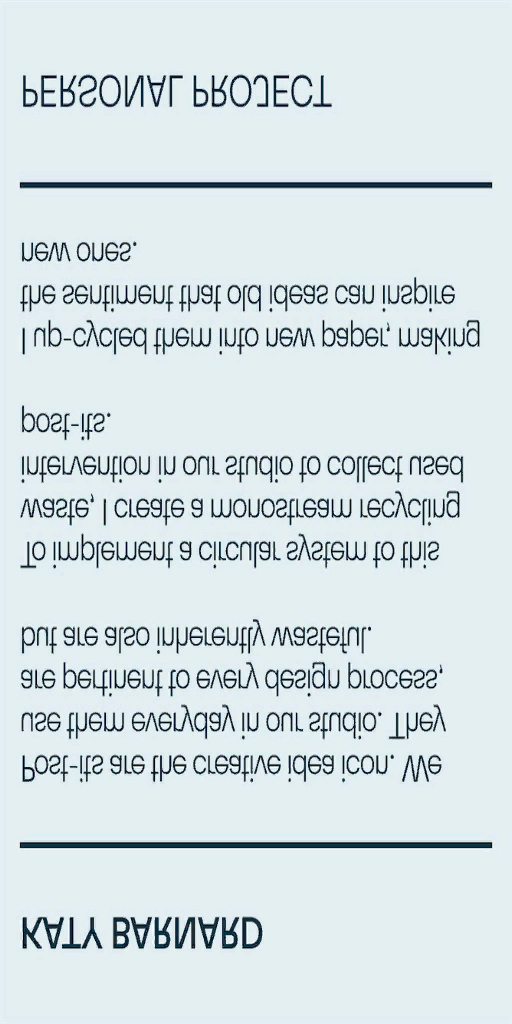 KATY BARNARD
Post-its are the creative idea icon. We
use them everyday in our studio. They
are pertinent to every design process,
but are also inherently wasteful.
To implement a circular system to this
waste, I create a monostream recycling
intervention in our studio to collect used
post-its.
I up-cycled them into new paper, making
the sentiment that old ideas can inspire
new ones.
PERSONAL PROJECT